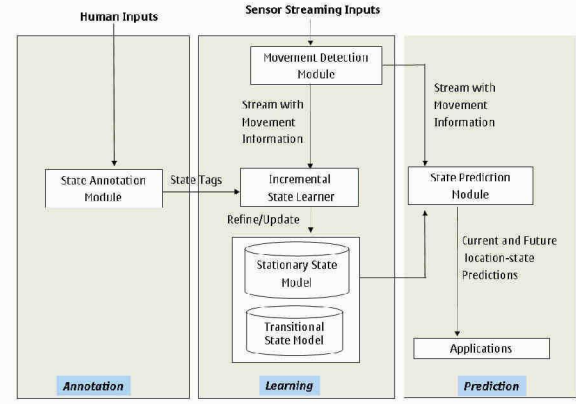 Human Inputs
Sensor Streaming Inputs
Movement Detection
Module
Stream with
Movement
Information
Stream with
Movement
Information
State Annotation
Module
State Tags
Incremental
State Learner
State Prediction
Module
Refine/Update
Stationary State
Model
Current and Future
location-state
Predictions
Transitional
State Model
Applications
Annotation
Learning
Prediction